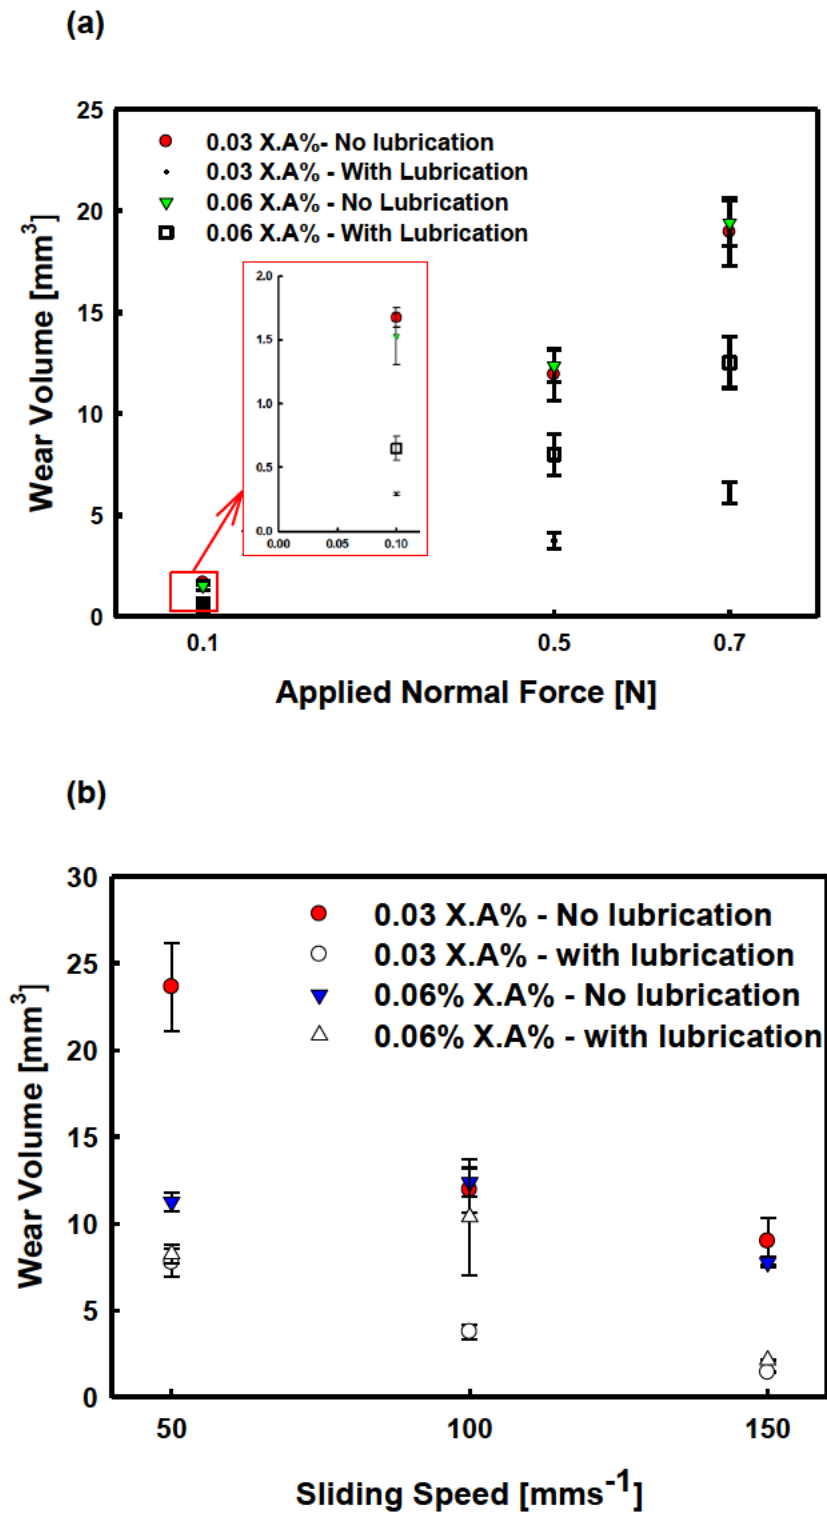 (a)
25
20
15
10
5
0
Wear Volume [mm³]
0.03 X.A%- No lubrication
0.03 X.A% - With Lubrication
0.06 X.A% - No Lubrication
0.06 X.A% - With Lubrication
2.0
1.5
1.0
0.5
0.0
0.00 0.05 0.10
0.1 0.5 0.7
Applied Normal Force [N]
(b)
30
25
20
15
10
5
0
Wear Volume [mm³]
0.03 X.A% - No lubrication
0.03 X.A% - with lubrication
0.06% X.A% - No lubrication
0.06% X.A% - with lubrication
50 100 150
Sliding Speed [mms⁻¹]